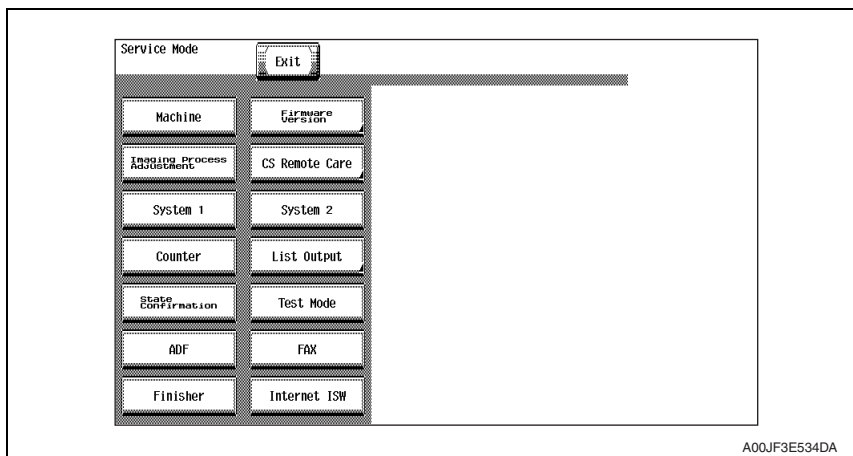 Service Mode
Exit
Machine
Firmware
Version
Imaging Process
Adjustment
CS Remote Care
System 1
System 2
Counter
List Output
State
Confirmation
Test Mode
ADF
FAX
Finisher
Internet ISW
A00JF3E534DA